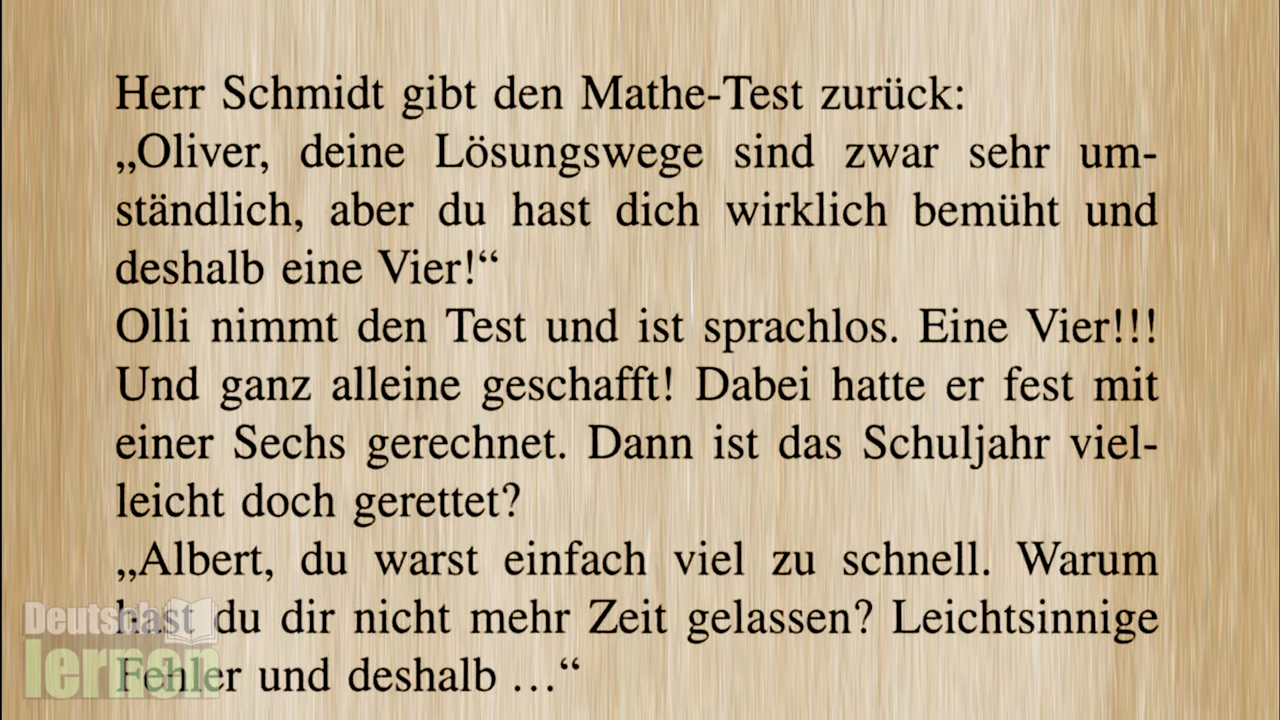 Herr Schmidt gibt den Mathe-Test zurück:
„Oliver, deine Lösungswege sind zwar sehr um-
ständlich, aber du hast dich wirklich bemüht und
deshalb eine Vier!“
Olli nimmt den Test und ist sprachlos. Eine Vier!!!
Und ganz alleine geschafft! Dabei hatte er fest mit
einer Sechs gerechnet. Dann ist das Schuljahr viel-
leicht doch gerettet?
„Albert, du warst einfach viel zu schnell. Warum
hast du dir nicht mehr Zeit gelassen? Leichtsinnige
Fehler und deshalb …“
Deutsch
lernen